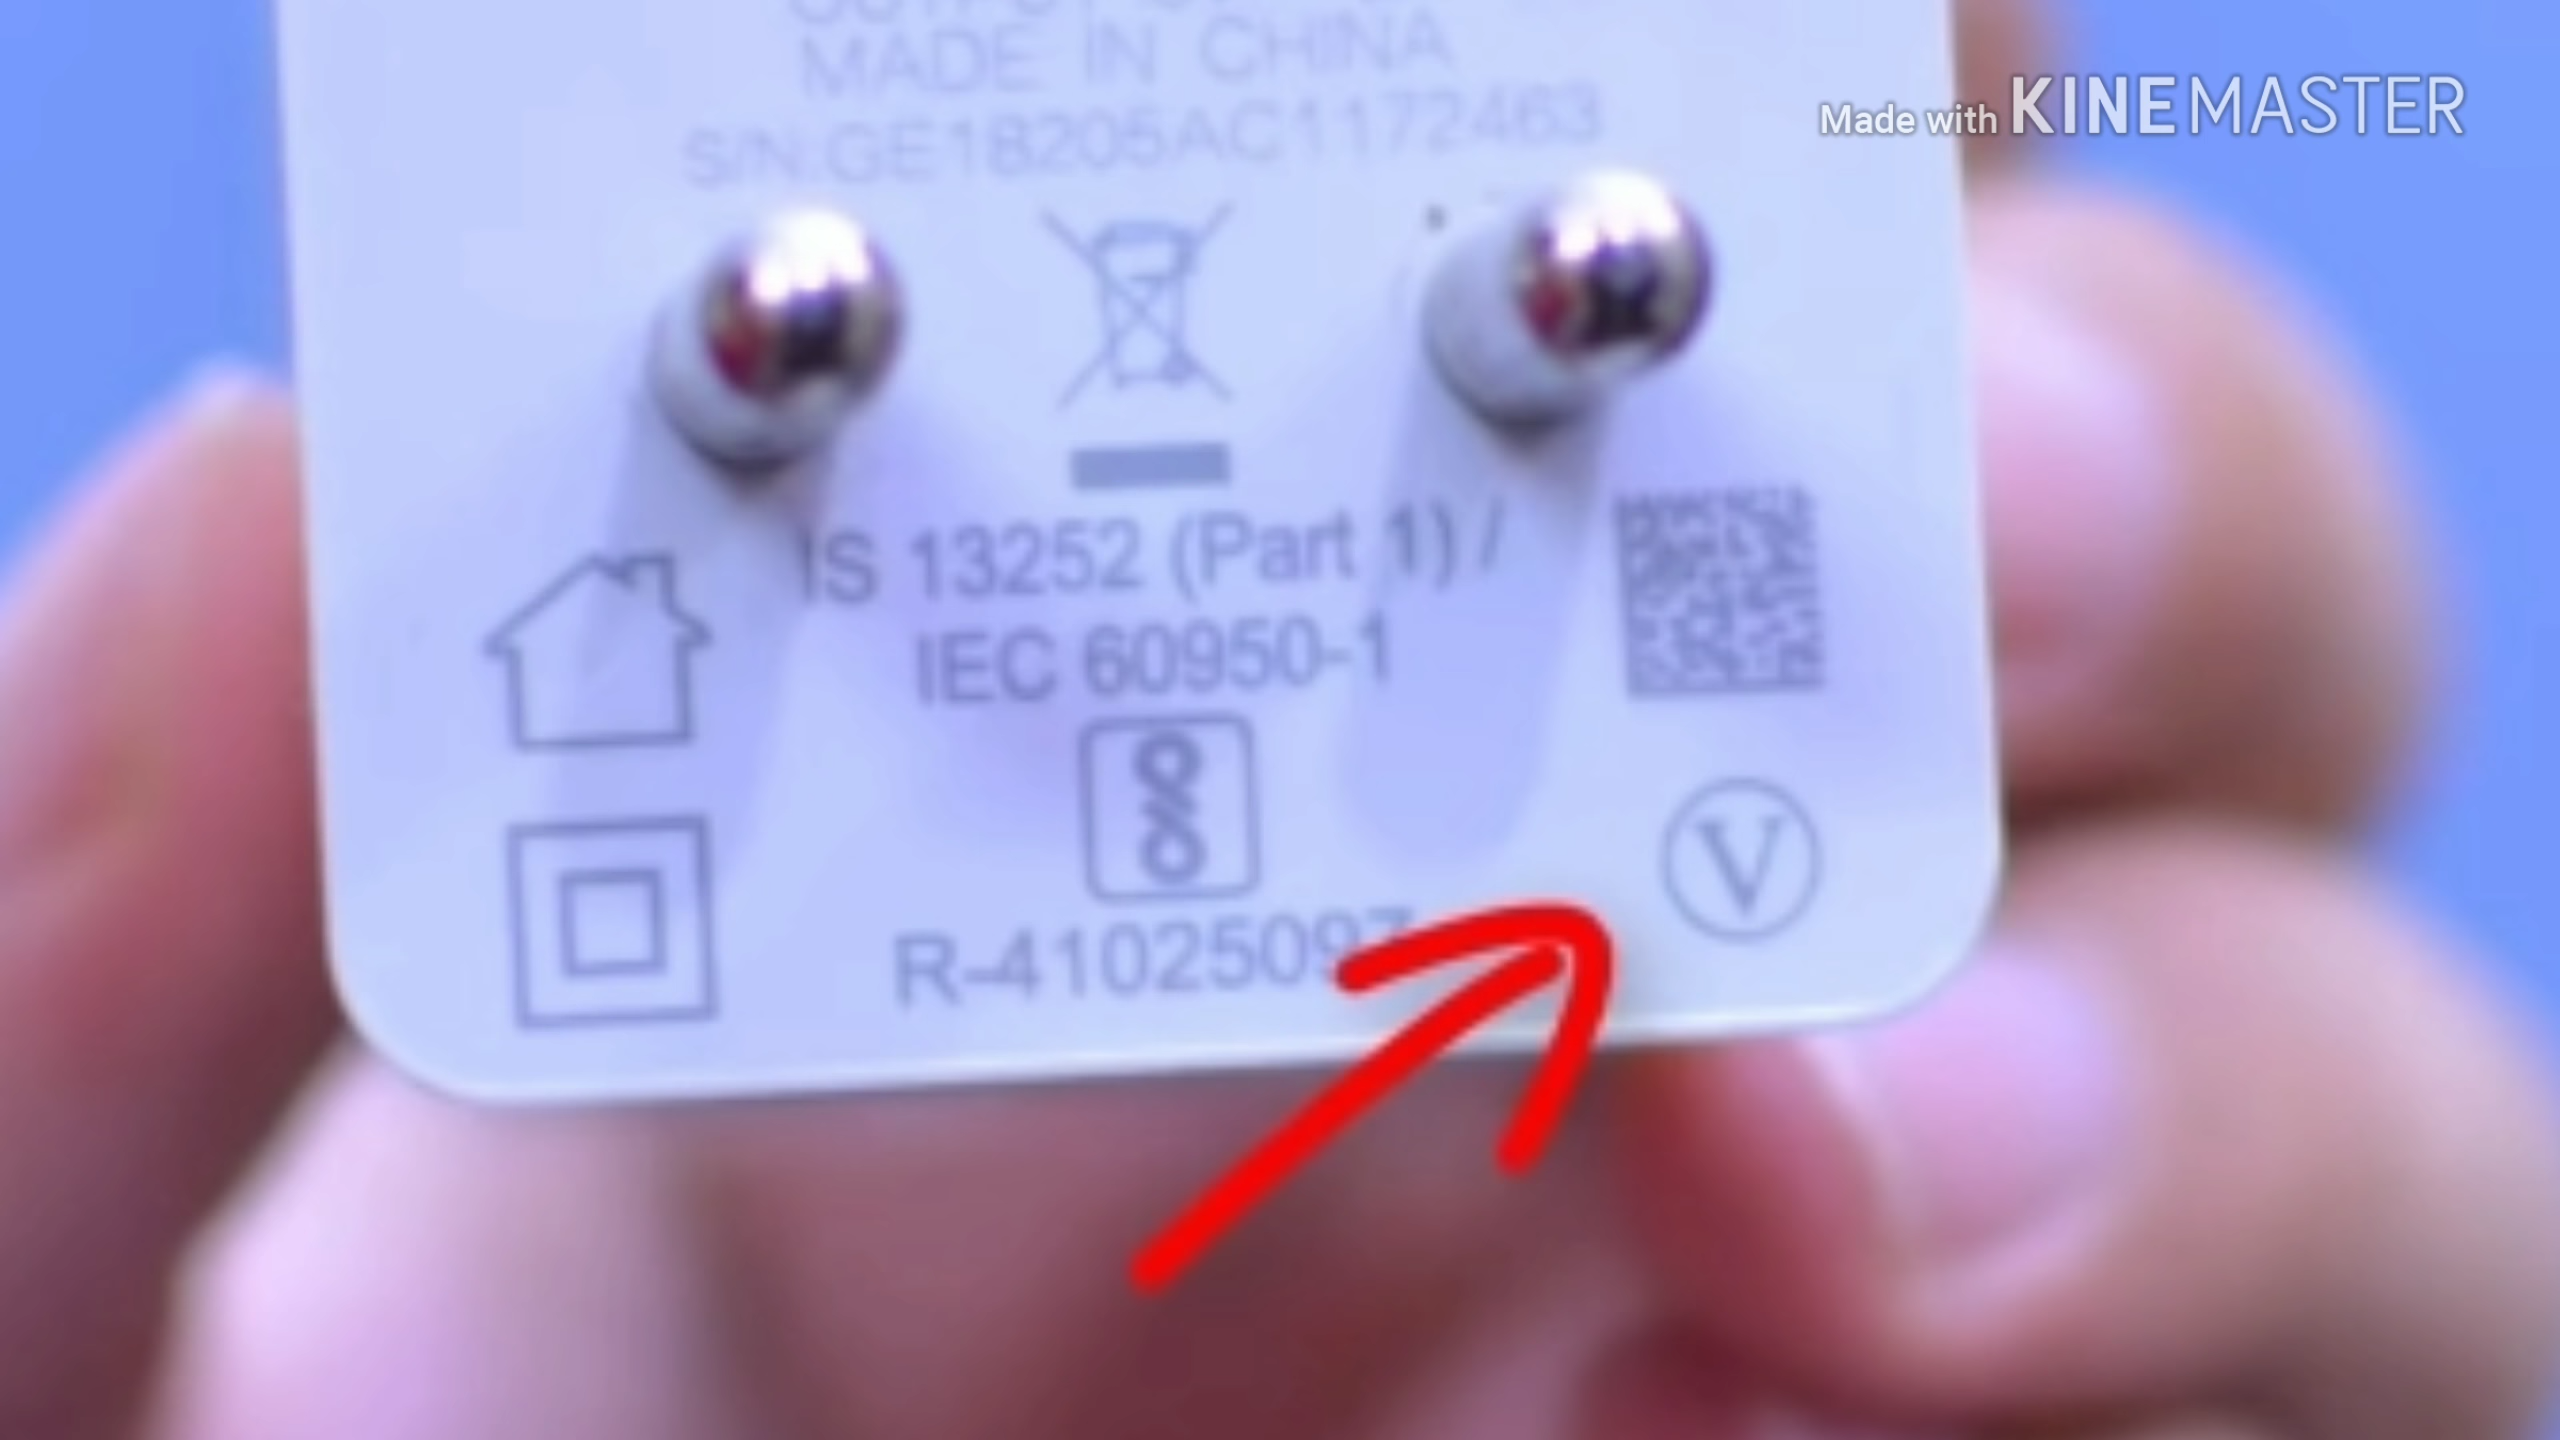 MADE IN CHINA
S/N:GE18205AC1172463
Made with KINEMASTER
IS 13252 (Part 1) /
IEC 60950-1
V
R-41025097